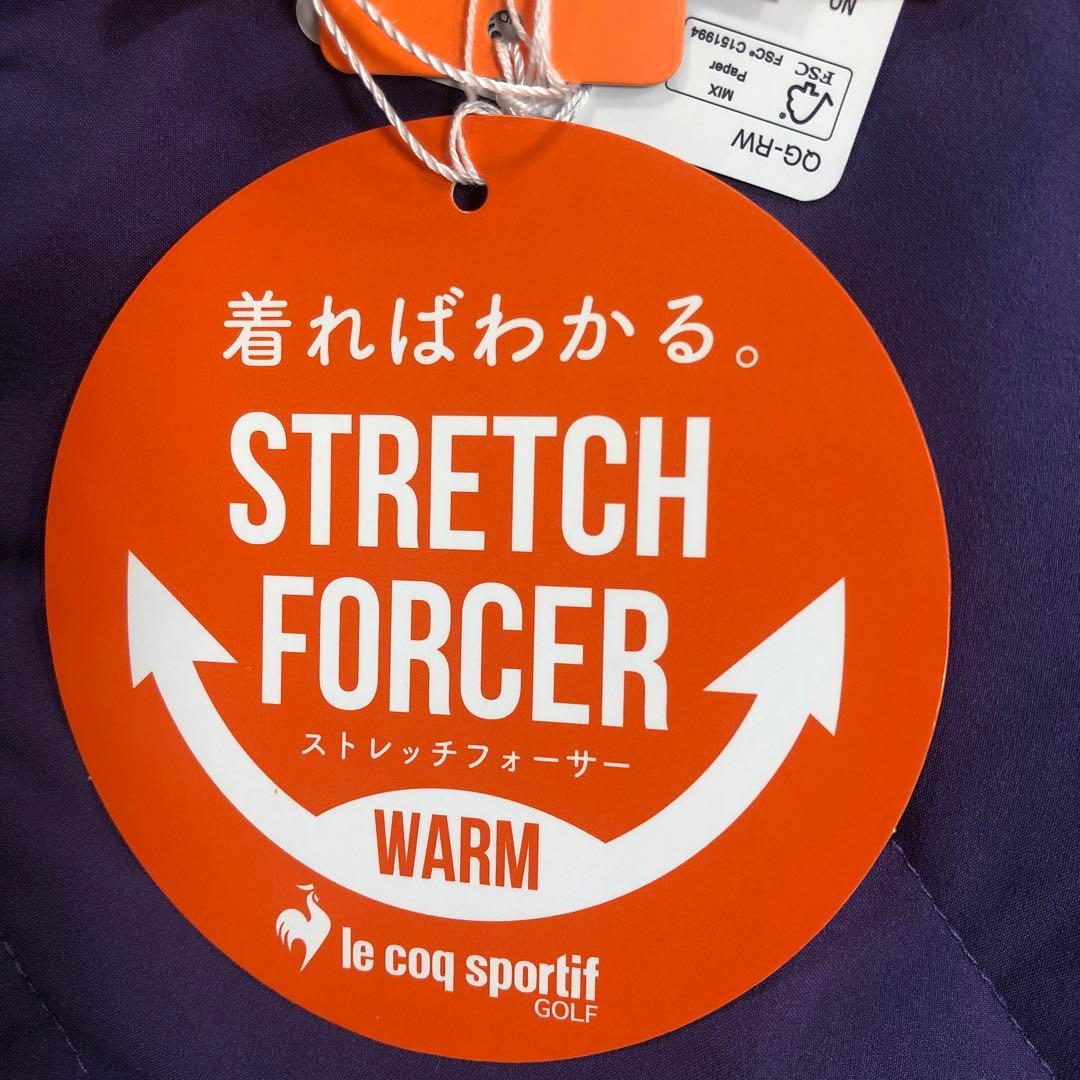 NO
FSC® C151994
FSC
MIX
Paper
QG-RW
着ればわかる。
STRETCH
FORCER
ストレッチフォーサー
WARM
le coq sportif
GOLF